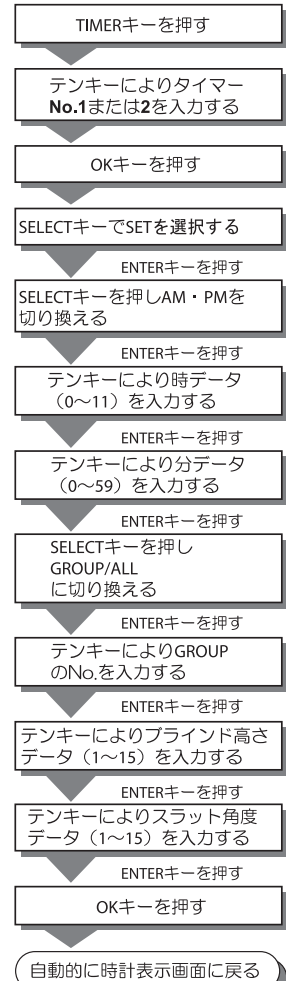 TIMERキーを押す
テンキーによりタイマー
No.1または2を入力する
OKキーを押す
SELECTキーでSETを選択する
ENTERキーを押す
SELECTキーを押しAM・PMを
切り換える
ENTERキーを押す
テンキーにより時データ
（0〜11）を入力する
ENTERキーを押す
テンキーにより分データ
（0〜59）を入力する
ENTERキーを押す
SELECTキーを押し
GROUP/ALL
に切り換える
ENTERキーを押す
テンキーによりGROUP
のNo.を入力する
ENTERキーを押す
テンキーによりブラインド高さ
データ（1〜15）を入力する
ENTERキーを押す
テンキーによりスラット角度
データ（1〜15）を入力する
ENTERキーを押す
OKキーを押す
自動的に時計表示画面に戻る